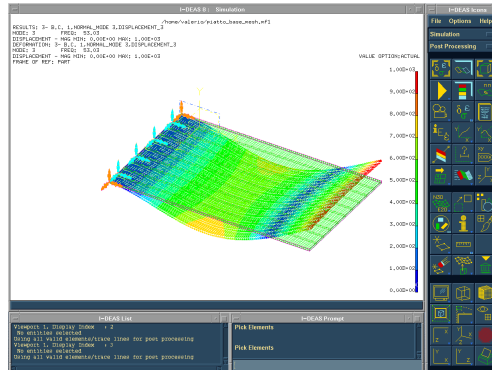 I-DEAS 8 :  Simulation
/home/valerio/piatto_base_mesh.mf1
RESULTS: 3- B.C. 1,NORMAL_MODE 3,DISPLACEMENT_3
MODE: 3   FREQ: 53.03
DISPLACEMENT - MAG MIN: 0.00E+00 MAX: 1.00E+03
DEFORMATION: 3- B.C. 1,NORMAL_MODE 3,DISPLACEMENT_3
MODE: 3   FREQ: 53.03
DISPLACEMENT - MAG MIN: 0.00E+00 MAX: 1.00E+03
FRAME OF REF: PART
VALUE OPTION:ACTUAL
1.00E+03
9.00E+02
8.00E+02
7.00E+02
6.00E+02
5.00E+02
4.00E+02
3.00E+02
2.00E+02
1.00E+02
0.00E+00
I-DEAS Icons
File Options Help
Simulation
Post Processing
I-DEAS List
Viewport 1, Display Index : 2
No entities selected
Using all valid elements/trace lines for post processing
Viewport 1, Display Index : 3
No entities selected
Using all valid elements/trace lines for post processing
I-DEAS Prompt
Pick Elements
Pick Elements